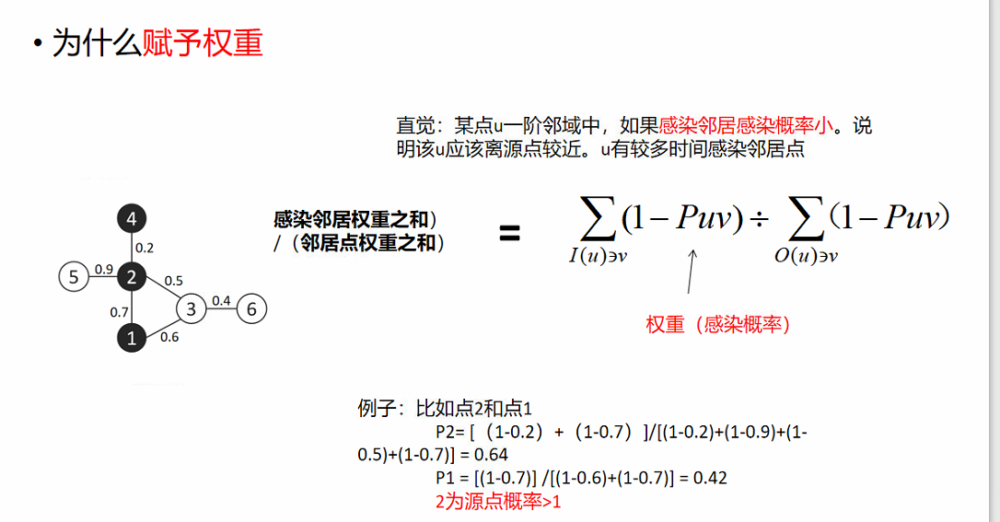 • 为什么赋予权重
直觉：某点u一阶邻域中，如果感染邻居感染概率小。说
明该u应该离源点较近。u有较多时间感染邻居点
感染邻居权重之和）
/（邻居点权重之和）
=
∑(1−Puv)÷∑(1−Puv)
I(u)∋v O(u)∋v
权重（感染概率）
4
0.2
5 0.9 2 0.5
0.7 3 0.4 6
1 0.6
例子：比如点2和点1
P2= [（1-0.2）+（1-0.7）]/[(1-0.2)+(1-0.9)+(1-
0.5)+(1-0.7)] = 0.64
P1 = [(1-0.7)] /[(1-0.6)+(1-0.7)] = 0.42
2为源点概率>1